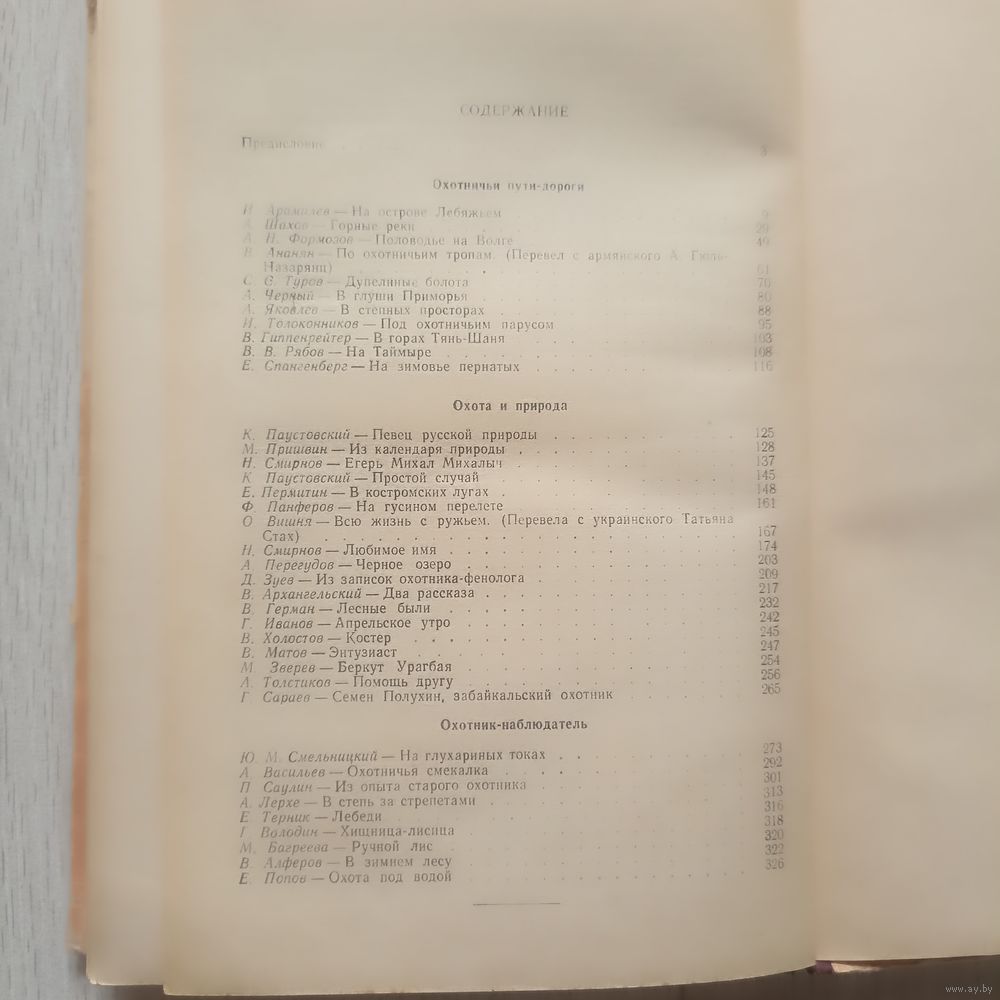 СОДЕРЖАНИЕ
Предисловие 3
Охотничьи пути-дороги
И. Арамилев — На острове Лебяжьем 9
А. Шахов — Горные реки 29
А. Н. Формозов — Половодье на Волге 49
В. Ананян — По охотничьим тропам. (Перевел с армянского А. Гюль-
Назарянц) 61
С. С. Туров — Дупелиные болота 70
А. Черный — В глуши Приморья 80
А. Яковлев — В степных просторах 88
Н. Толоконников — Под охотничьим парусом 95
В. Гиппенрейтер — В горах Тянь-Шаня 103
В. В. Рябов — На Таймыре 108
Е. Спангенберг — На зимовье пернатых 116
Охота и природа
К. Паустовский — Певец русской природы 125
М. Пришвин — Из календаря природы 128
Н. Смирнов — Егерь Михал Михалыч 137
К Паустовский — Простой случай 145
Е. Пермитин — В костромских лугах 148
Ф. Панферов — На гусином перелете 161
О Вишня — Всю жизнь с ружьем. (Перевела с украинского Татьяна
Стах) 167
Н. Смирнов — Любимое имя 174
А. Перегудов — Черное озеро 203
Д. Зуев — Из записок охотника-фенолога 209
В. Архангельский — Два рассказа 217
В. Герман — Лесные были 232
Г. Иванов — Апрельское утро 242
В. Холостов — Костер 245
В. Матов — Энтузиаст 247
М. Зверев — Беркут Урагбая 254
А. Толстиков — Помощь другу 256
Г Сараев — Семен Полухин, забайкальский охотник 265
Охотник-наблюдатель
Ю. М. Смельницкий — На глухариных токах 273
А. Васильев — Охотничья смекалка 292
П Саулин — Из опыта старого охотника 301
А. Лерхе — В степь за стрепетами 313
Е Терник — Лебеди 316
Г Володин — Хищница-лисица 318
М. Багреева — Ручной лис 320
В. Алферов — В зимнем лесу 322
Е. Попов — Охота под водой 326
www.ay.by